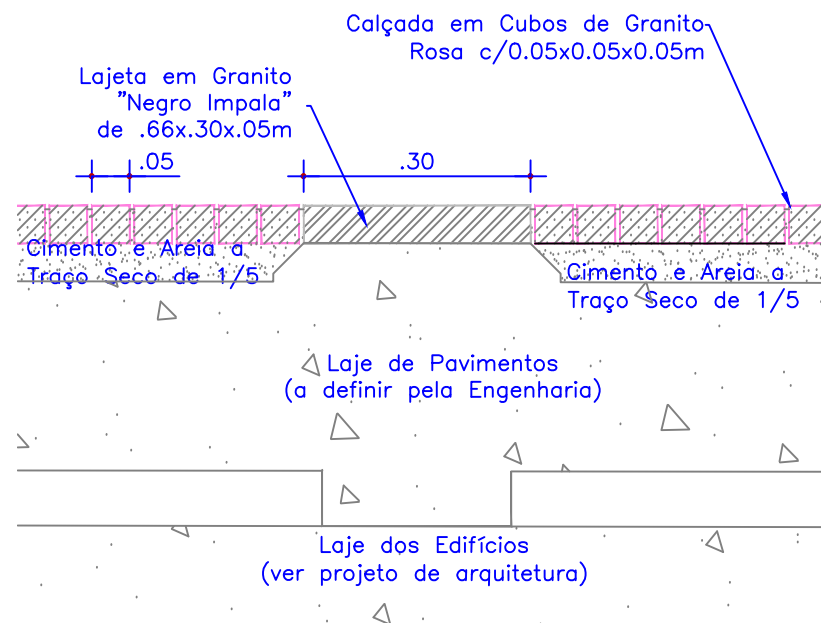 Calçada em Cubos de Granito
Rosa c/0.05x0.05x0.05m
Lajeta em Granito
"Negro Impala"
de .66x.30x.05m
.05
.30
Cimento e Areia a
Traço Seco de 1/5
Cimento e Areia a
Traço Seco de 1/5
Laje de Pavimentos
(a definir pela Engenharia)
Laje dos Edifícios
(ver projeto de arquitetura)